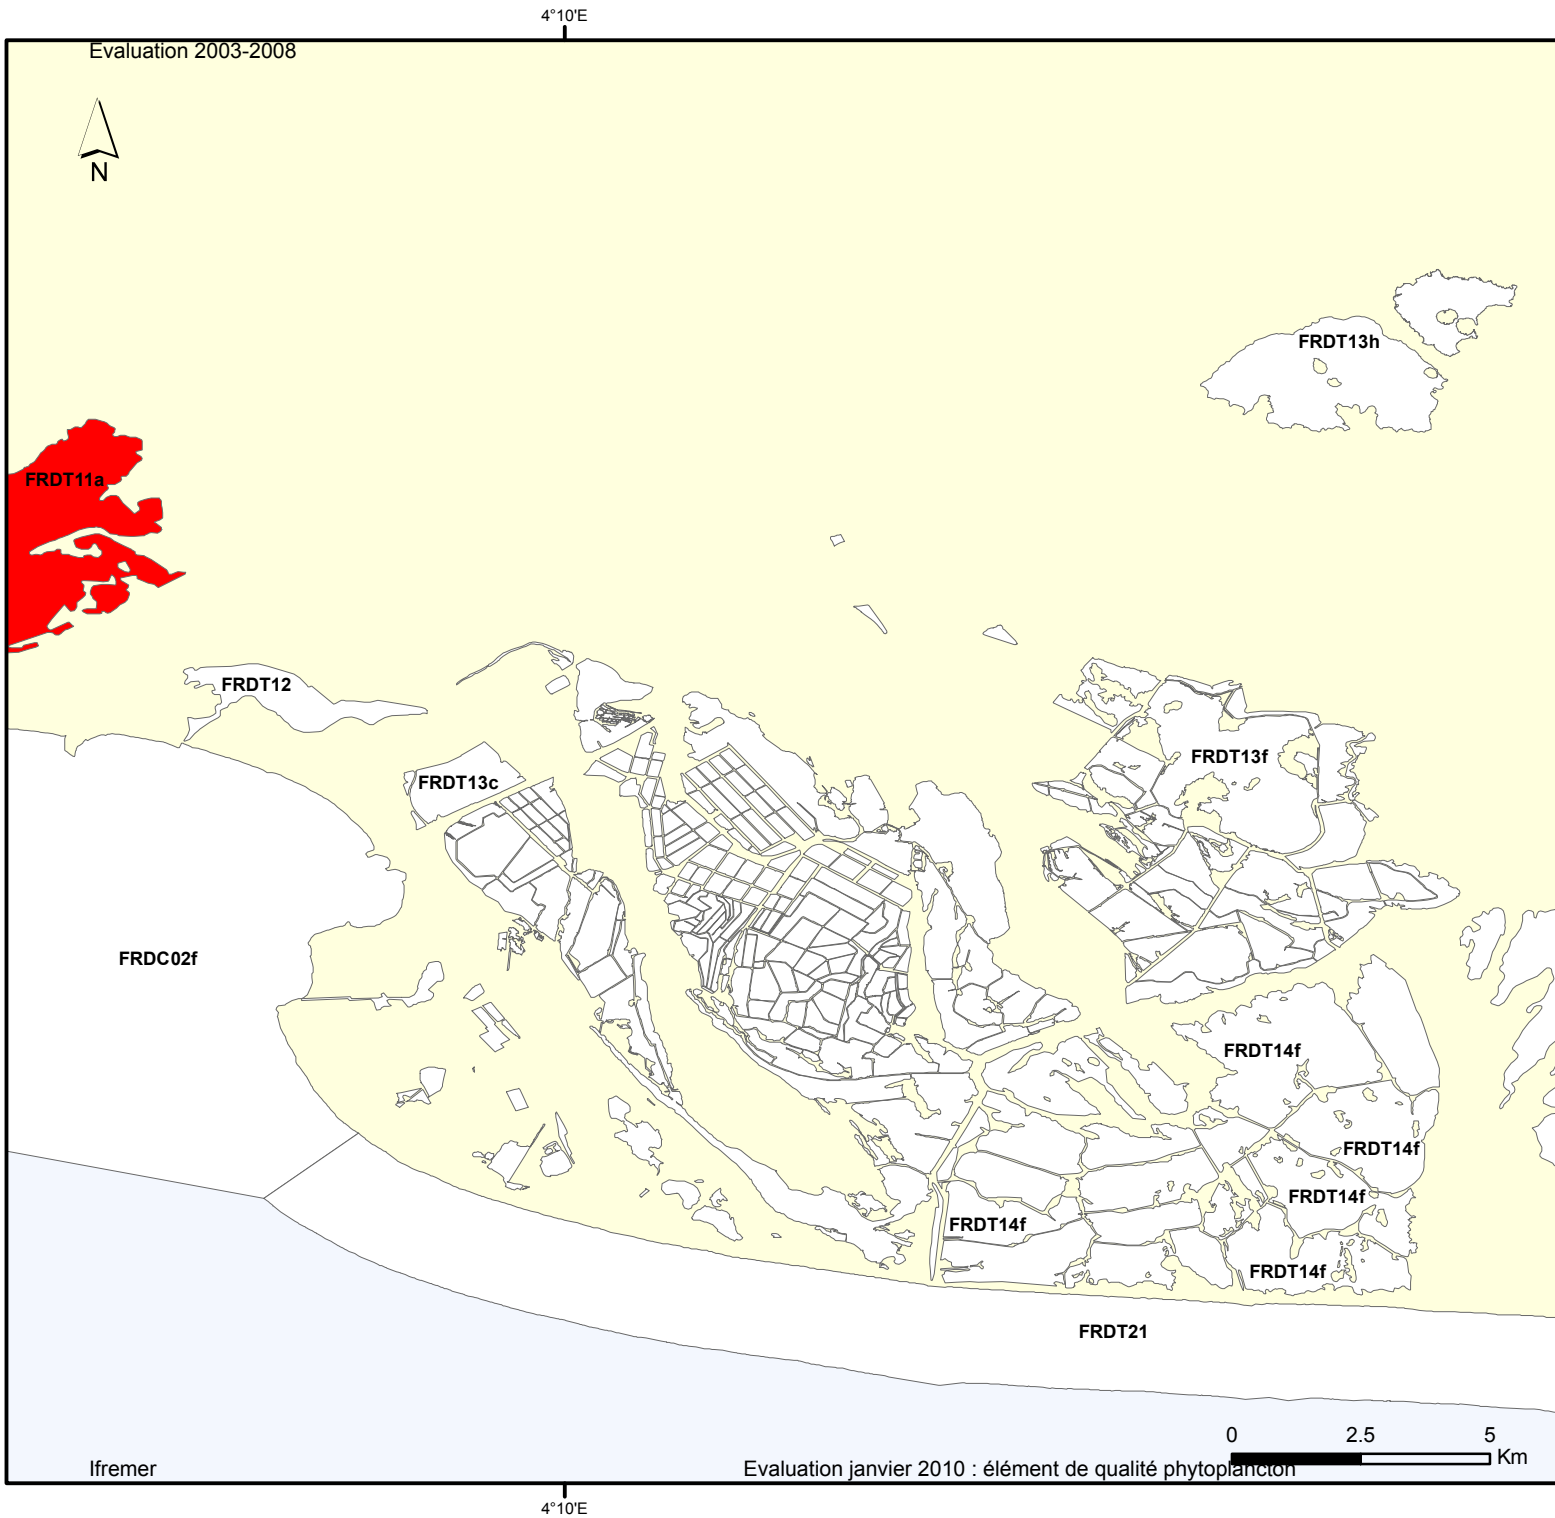 4°10'E
Evaluation 2003-2008
N
FRDT13h
FRDT11a
FRDT12
FRDT13f
FRDT13c
FRDC02f
FRDT14f
FRDT14f
FRDT14f
FRDT14f
FRDT14f
FRDT21
0 2.5 5
Km
Ifremer
Evaluation janvier 2010 : élément de qualité phytoplancton
4°10'E